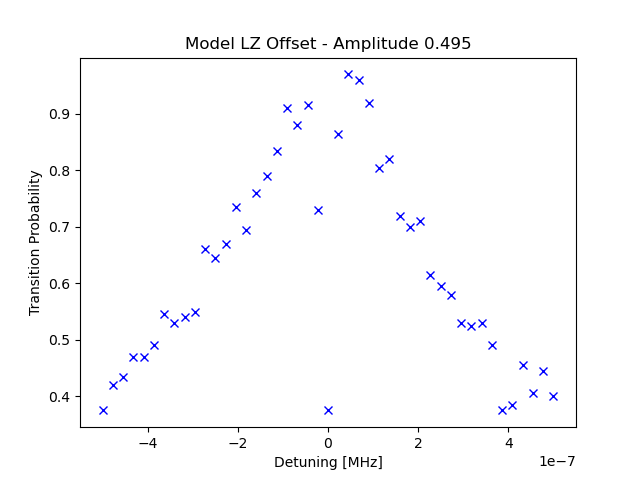 Model LZ Offset - Amplitude 0.495
Transition Probability
0.9
0.8
0.7
0.6
0.5
0.4
−4
−2
0
2
4
1e−7
Detuning [MHz]